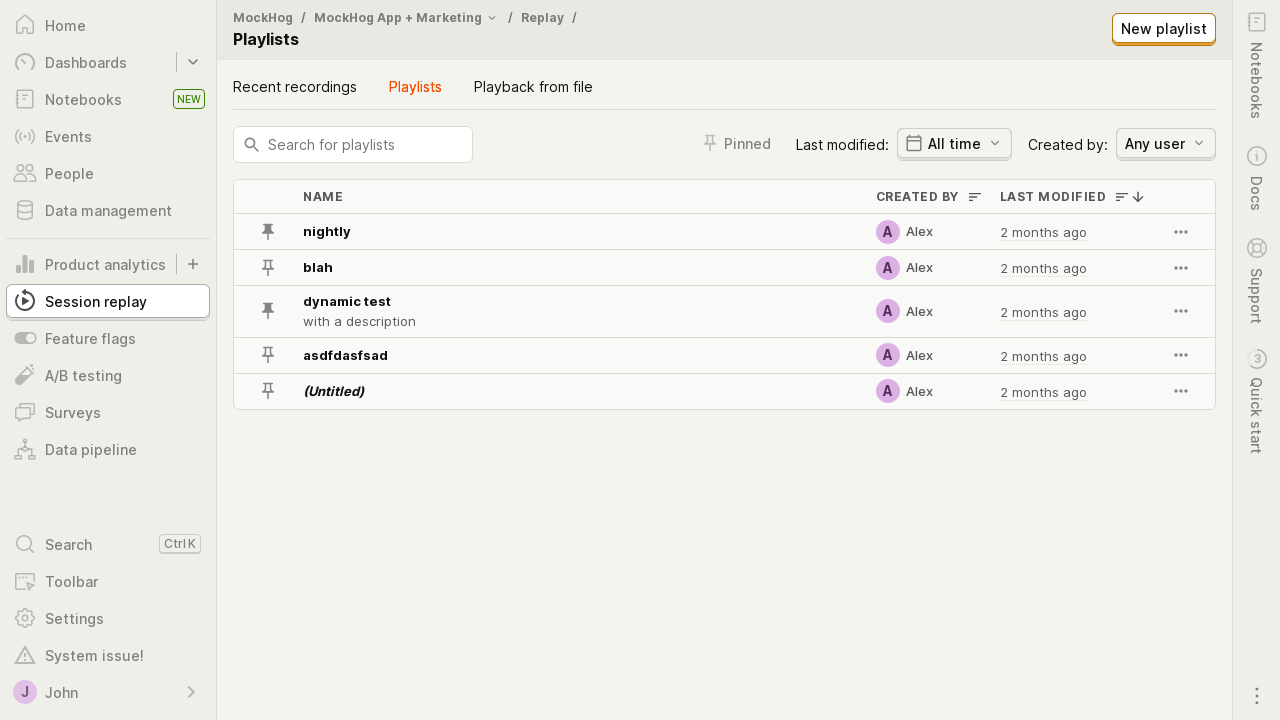 Home
Dashboards
Notebooks NEW
Events
People
Data management
Product analytics
Session replay
Feature flags
A/B testing
Surveys
Data pipeline
Search Ctrl K
Toolbar
Settings
System issue!
J John
MockHog / MockHog App + Marketing / Replay /
Playlists
New playlist
Recent recordings Playlists Playback from file
Search for playlists Pinned Last modified: All time Created by: Any user
NAME CREATED BY LAST MODIFIED
nightly A Alex 2 months ago
blah A Alex 2 months ago
dynamic test A Alex 2 months ago
with a description
asdfdasfsad A Alex 2 months ago
(Untitled) A Alex 2 months ago
Notebooks
Docs
Support
3 Quick start